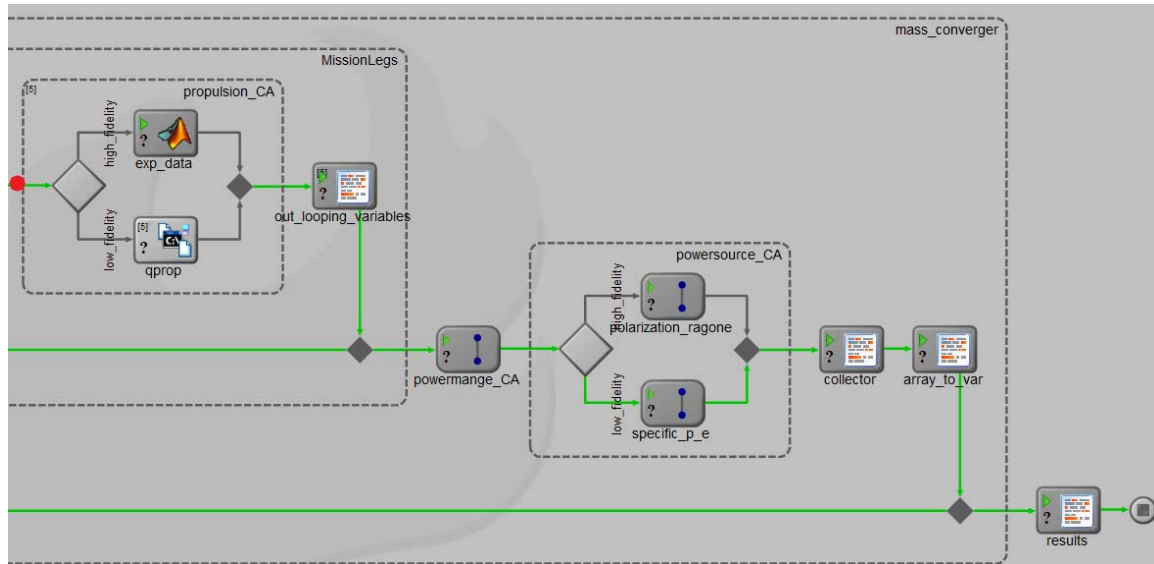 mass_converger
MissionLegs
[5]
propulsion_CA
high_fidelity
?
exp_data
[5]
?
out_looping_variables
low_fidelity
[5]
C:\
?
qprop
powersource_CA
high_fidelity
?
polarization_ragone
?
powermange_CA
?
collector
?
array_to_var
low_fidelity
?
specific_p_e
?
results